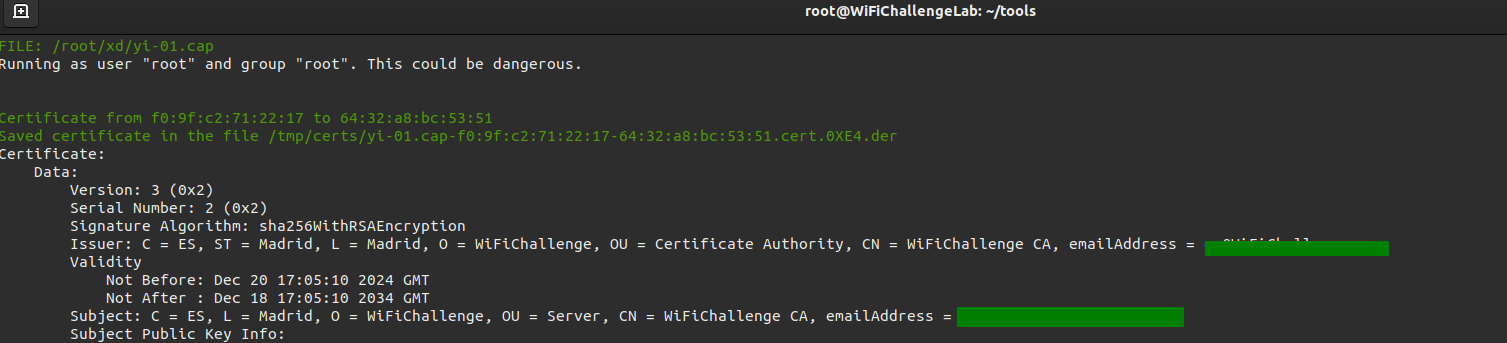 root@WiFiChallengeLab: ~/tools
FILE: /root/xd/yi-01.cap
Running as user "root" and group "root". This could be dangerous.
Certificate from f0:9f:c2:71:22:17 to 64:32:a8:bc:53:51
Saved certificate in the file /tmp/certs/yi-01.cap-f0:9f:c2:71:22:17-64:32:a8:bc:53:51.cert.0XE4.der
Certificate:
Data:
Version: 3 (0x2)
Serial Number: 2 (0x2)
Signature Algorithm: sha256WithRSAEncryption
Issuer: C = ES, ST = Madrid, L = Madrid, O = WiFiChallenge, OU = Certificate Authority, CN = WiFiChallenge CA, emailAddress =
Validity
Not Before: Dec 20 17:05:10 2024 GMT
Not After : Dec 18 17:05:10 2034 GMT
Subject: C = ES, L = Madrid, O = WiFiChallenge, OU = Server, CN = WiFiChallenge CA, emailAddress =
Subject Public Key Info: